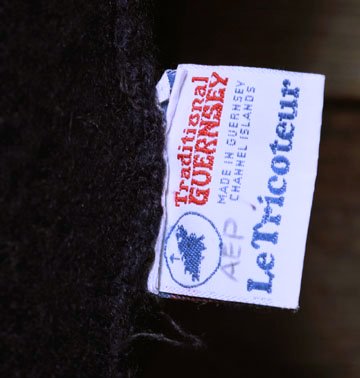 Traditional
GUERNSEY
MADE IN GUERNSEY
CHANNEL ISLANDS
AEP
Le Tricoteur